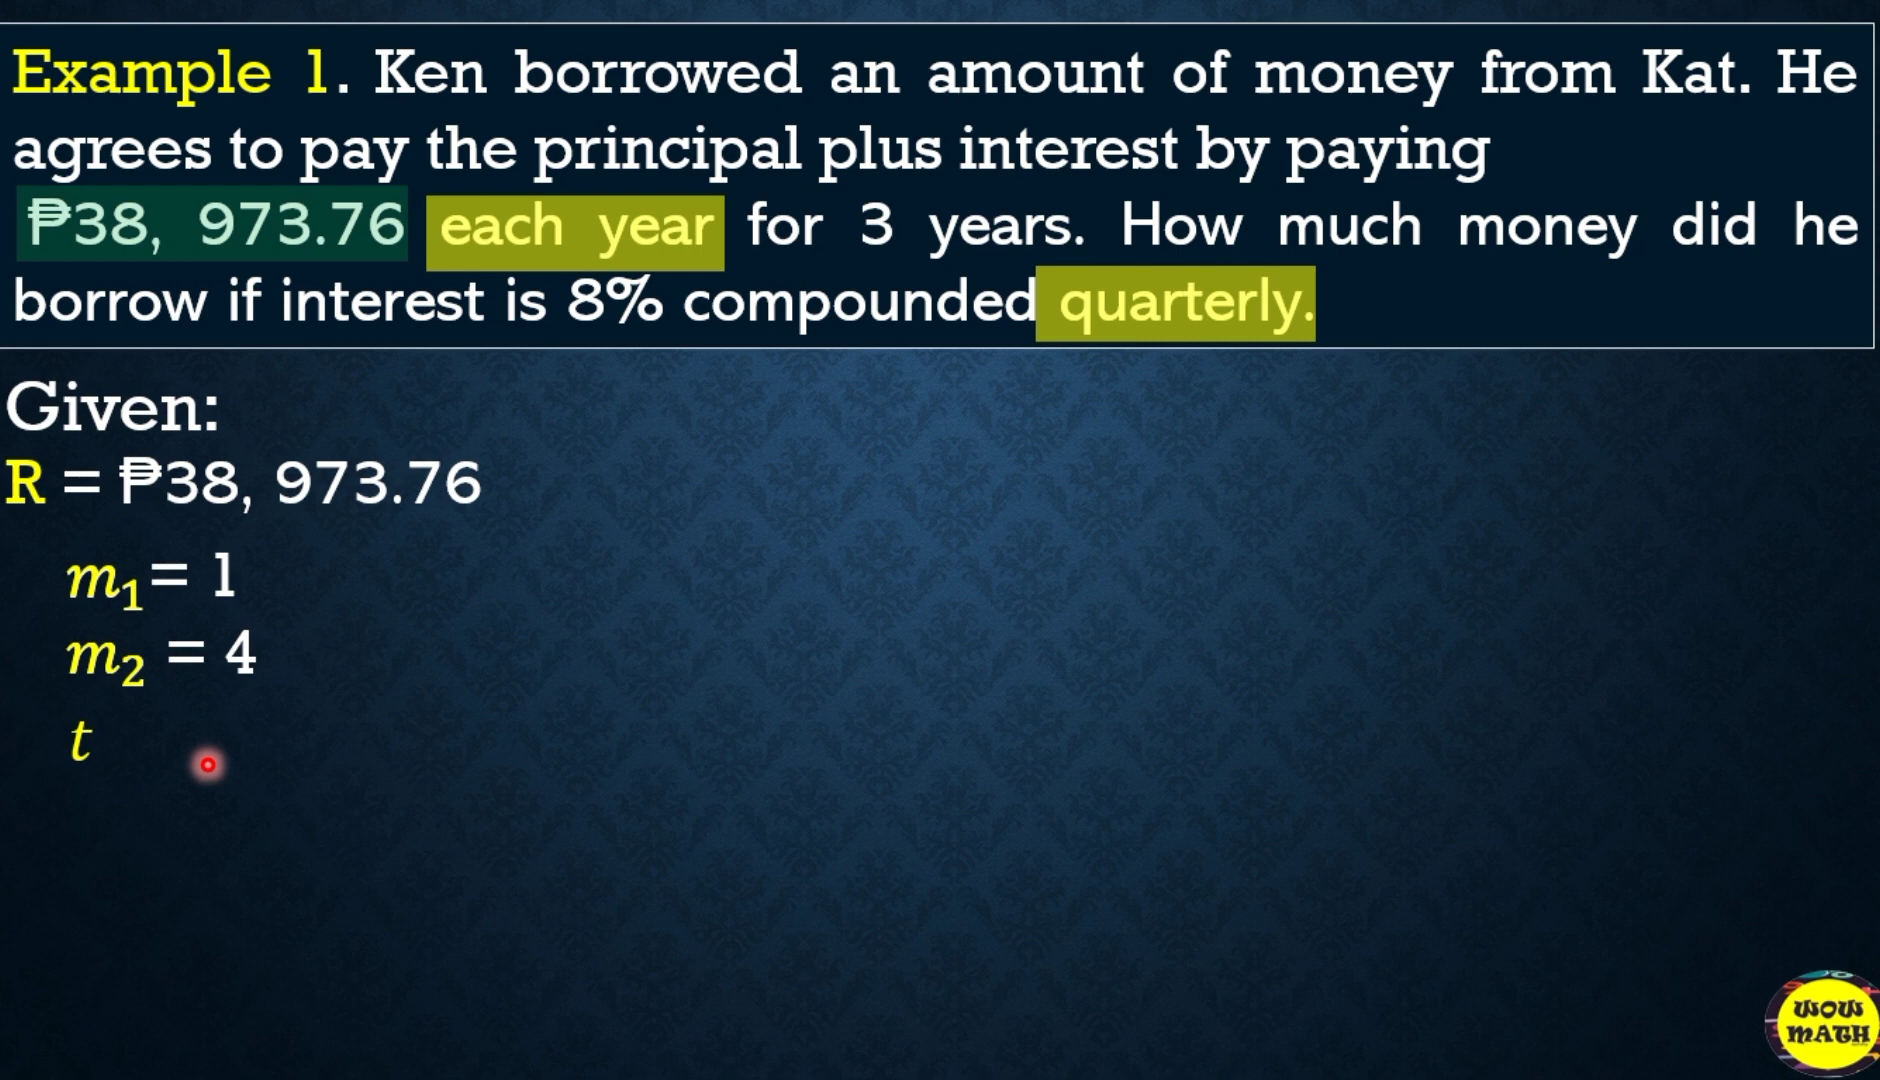 Example 1. Ken borrowed an amount of money from Kat. He
agrees to pay the principal plus interest by paying
₱38, 973.76 each year for 3 years. How much money did he
borrow if interest is 8% compounded quarterly.
Given:
R = ₱38, 973.76
m₁= 1
m₂ = 4
t
WOW
MATH